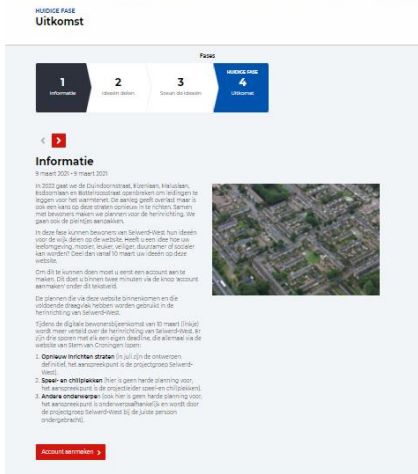 HUIDIGE FASE
Uitkomst
Fases
1
Informatie
2
Ideeën delen
3
Steun de ideeën
HUIDIGE FASE
4
Uitkomst
Informatie
9 maart 2021 - 9 maart 2021
In 2022 gaat we de Duindoornstraat, Elzenlaan, Maluslaan,
Esdoornlaan en Bottelroosstraat openbreken om leidingen te
leggen voor het warmtenet. De aanleg geeft overlast maar is
ook een kans op deze straten opnieuw in te richten. Samen
met bewoners maken we plannen voor de herinrichting. We
gaan ook de pleintjes aanpakken.
In deze fase kunnen bewoners van Selwerd-West hun ideeën
voor de wijk delen op de website. Heeft u een idee hoe uw
leefomgeving, mooier, leuker, veiliger, duurzamer of socialer
kan worden? Deel dan vanaf 10 maart uw ideeën op deze
website.
Om dit te kunnen doen moet u eerst een account aan te
maken. Dit doet u binnen twee minuten via de knop 'account
aanmaken' onder dit tekstveld.
De plannen die via deze website binnenkomen en die
voldoende draagvlak hebben worden gebruikt in de
herinrichting van Selwerd-West.
Tijdens de digitale bewonersbijeenkomst van 10 maart (linkje)
wordt meer verteld over de herinrichting van Selwerd-West. Er
zijn drie sporen met elk een eigen deadline, die allemaal via de
website van Stem van Groningen lopen:
1. Opnieuw inrichten straten (in juli zijn de ontwerpen
definitief, het aanspreekpunt is de projectgroep Selwerd-
West).
2. Speel- en chillplekken (hier is geen harde planning voor,
het aanspreekpunt is de projectleider speel-en chillplekken).
3. Andere onderwerpen (ook hier is geen harde planning voor,
het aanspreekpunt is onderwerpsafhankelijk en wordt door
de projectgroep Selwerd-West bij de juiste persoon
ondergebracht).
Account aanmaken